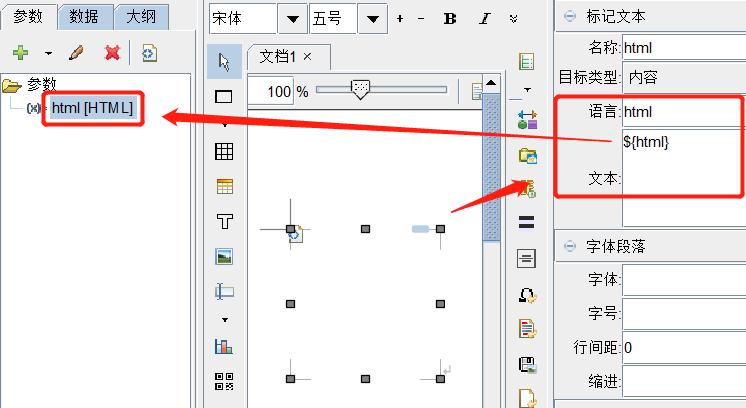 参数 数据 大纲
参数
html [HTML]
宋体 五号 + - B I
文档1 ×
100 %
标记文本
名称: html
目标类型: 内容
语言: html
文本: ${html}
字体段落
字体:
字号:
行间距: 0
缩进: